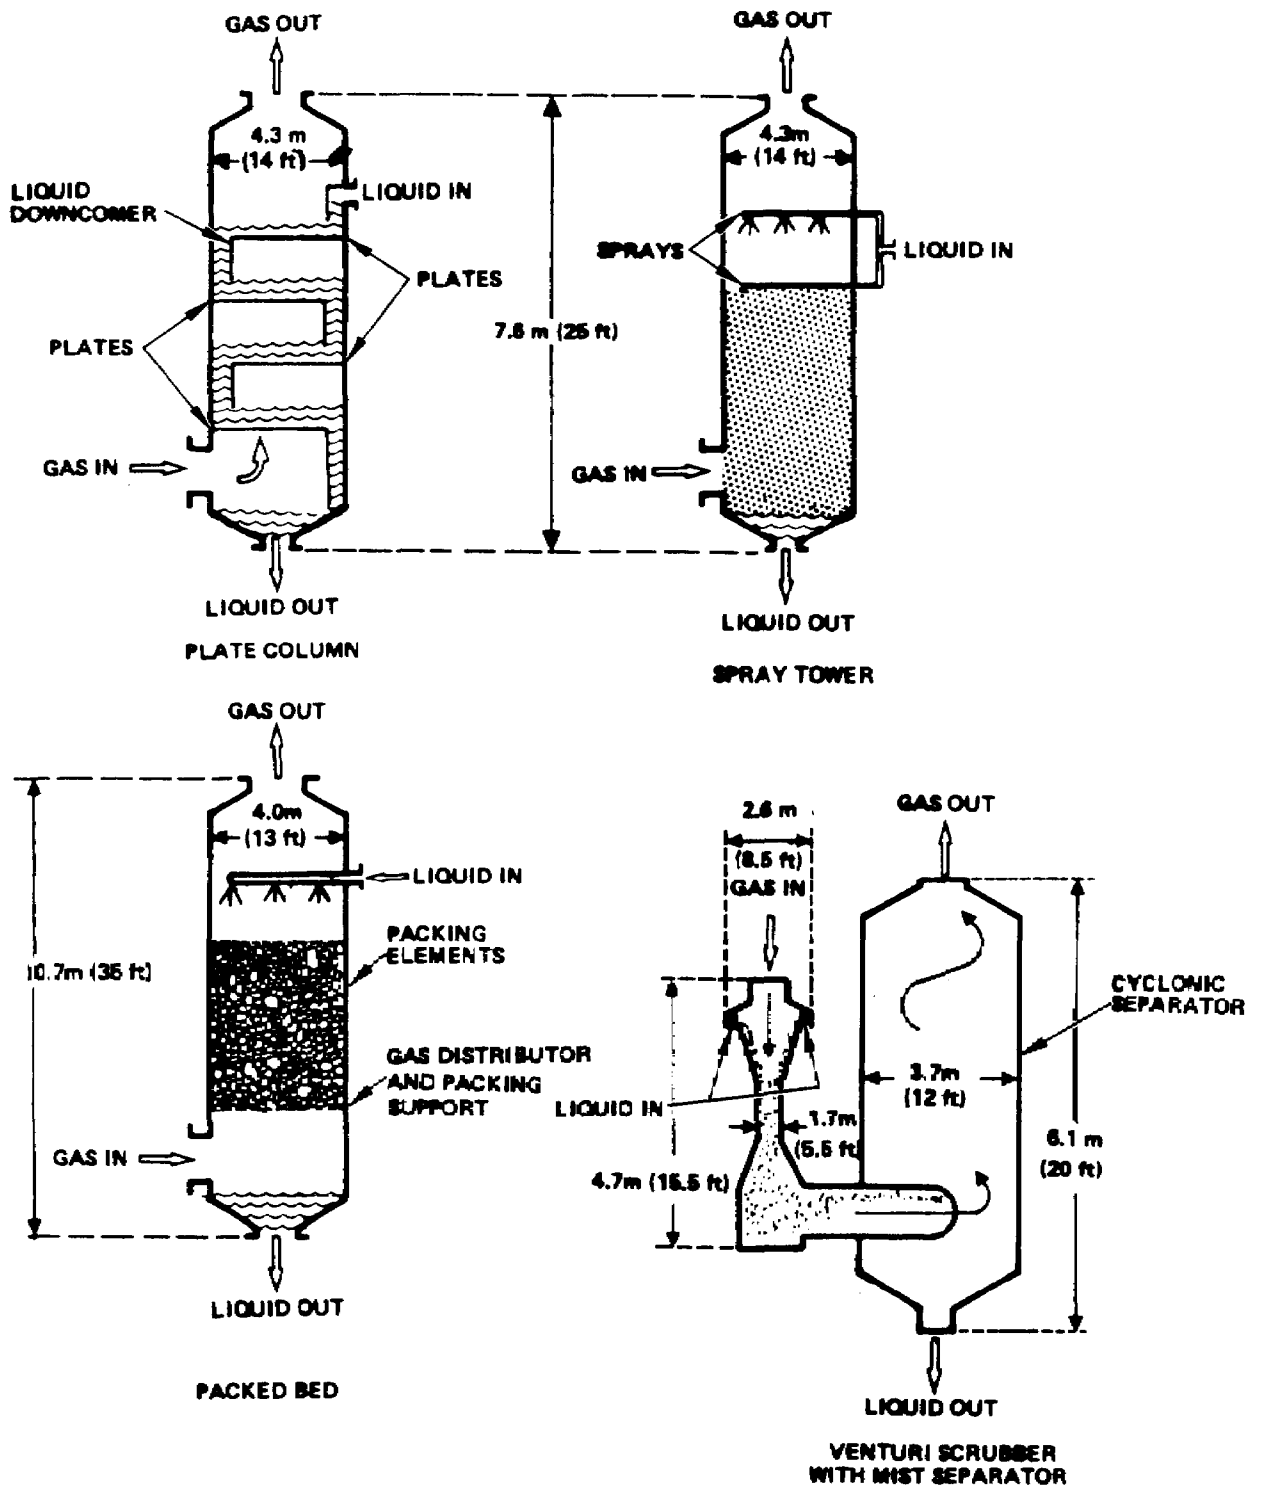 GAS OUT
4.3 m
(14 ft)
LIQUID
DOWNCOMER
LIQUID IN
PLATES
PLATES
GAS IN
LIQUID OUT
PLATE COLUMN
7.6 m (25 ft)
GAS OUT
4.3m
(14 ft)
SPRAYS
LIQUID IN
GAS IN
LIQUID OUT
SPRAY TOWER
GAS OUT
4.0m
(13 ft)
LIQUID IN
PACKING
ELEMENTS
10.7m (35 ft)
GAS DISTRIBUTOR
AND PACKING
SUPPORT
GAS IN
LIQUID OUT
PACKED BED
2.6 m
(8.5 ft)
GAS IN
GAS OUT
CYCLONIC
SEPARATOR
3.7m
(12 ft)
LIQUID IN
1.7m
(5.5 ft)
4.7m (15.5 ft)
6.1 m
(20 ft)
LIQUID OUT
VENTURI SCRUBBER
WITH MIST SEPARATOR